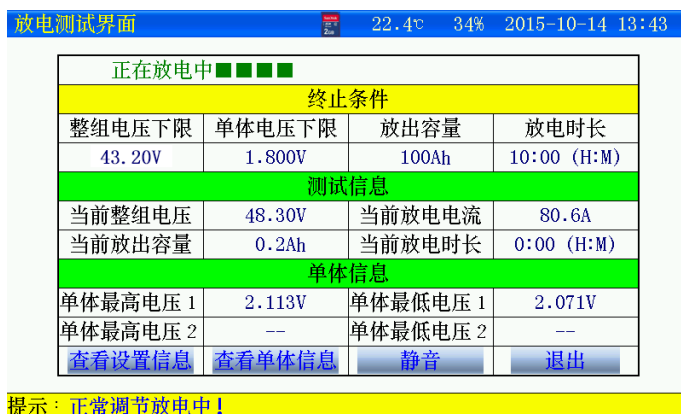 放电测试界面 22.4℃ 34% 2015-10-14 13:43
正在放电中■■■■
终止条件
整组电压下限 单体电压下限 放出容量 放电时长
43.20V 1.800V 100Ah 10:00 (H:M)
测试信息
当前整组电压 48.30V 当前放电电流 80.6A
当前放出容量 0.2Ah 当前放电时长 0:00 (H:M)
单体信息
单体最高电压 1 2.113V 单体最低电压 1 2.071V
单体最高电压 2 -- 单体最低电压 2 --
查看设置信息 查看单体信息 静音 退出
提示：正常调节放电中！